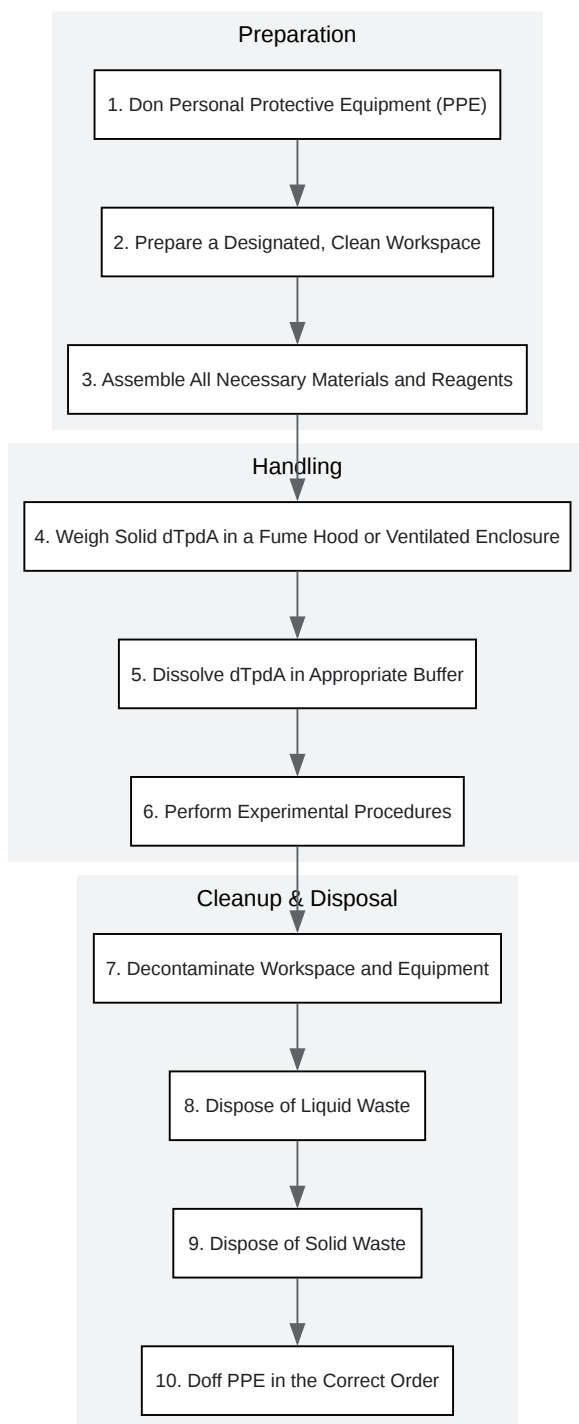 Preparation
1. Don Personal Protective Equipment (PPE)
2. Prepare a Designated, Clean Workspace
3. Assemble All Necessary Materials and Reagents
Handling
4. Weigh Solid dTpdA in a Fume Hood or Ventilated Enclosure
5. Dissolve dTpdA in Appropriate Buffer
6. Perform Experimental Procedures
Cleanup & Disposal
7. Decontaminate Workspace and Equipment
8. Dispose of Liquid Waste
9. Dispose of Solid Waste
10. Doff PPE in the Correct Order